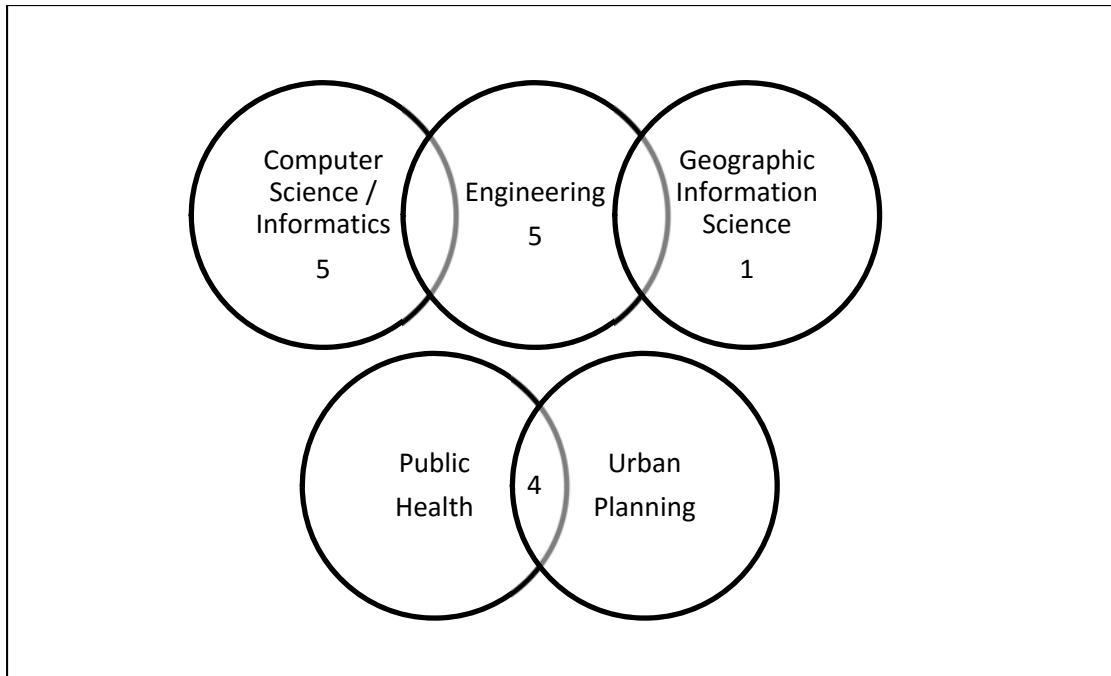 Computer
Science /
Informatics
5
Engineering
5
Geographic
Information
Science
1
Public
Health
4
Urban
Planning